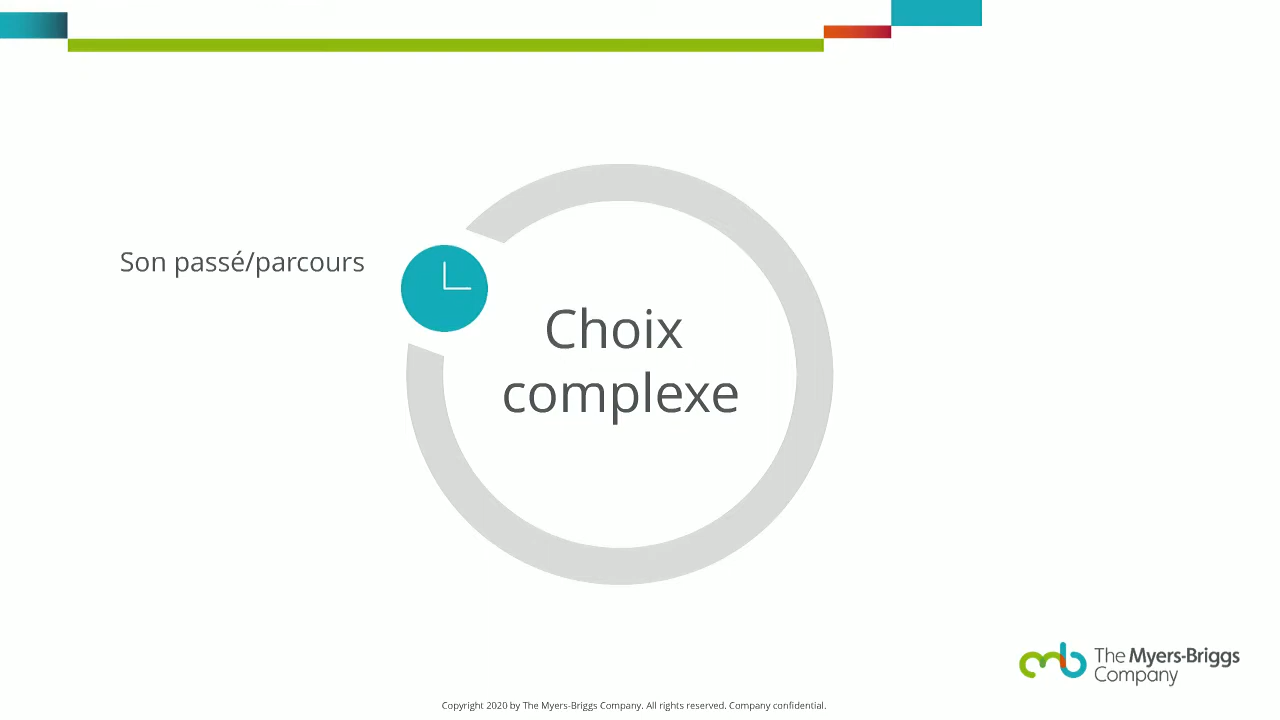 Son passé/parcours
Choix
complexe
The Myers-Briggs
Company
Copyright 2020 by The Myers-Briggs Company. All rights reserved. Company confidential.